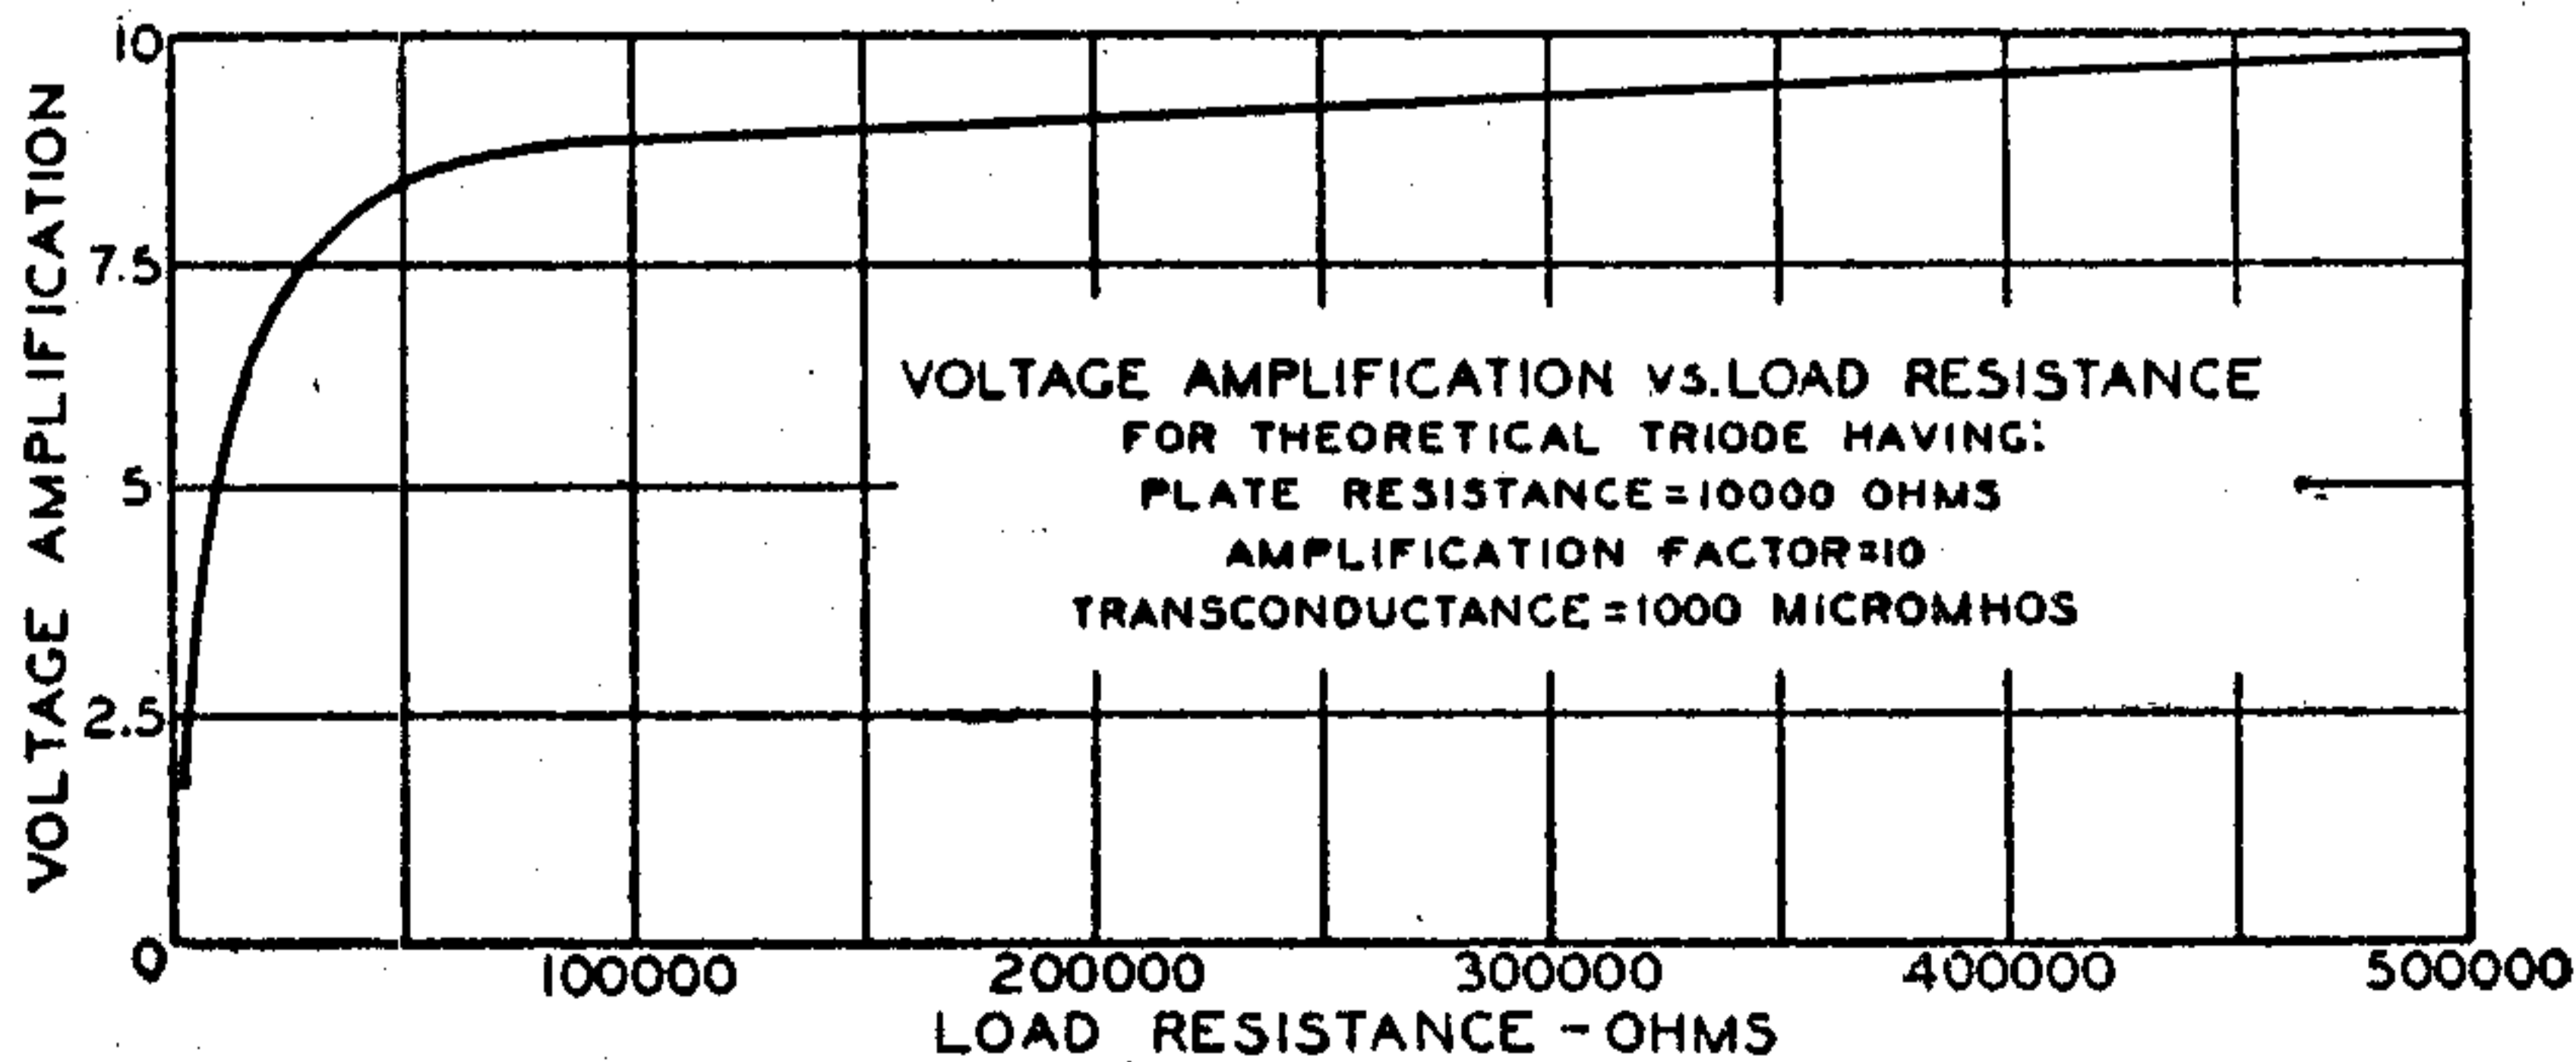 VOLTAGE AMPLIFICATION
10
7.5
5
2.5
0
VOLTAGE AMPLIFICATION VS. LOAD RESISTANCE
FOR THEORETICAL TRIODE HAVING:
PLATE RESISTANCE=10000 OHMS
AMPLIFICATION FACTOR=10
TRANSCONDUCTANCE=1000 MICROMHOS
100000 200000 300000 400000 500000
LOAD RESISTANCE - OHMS